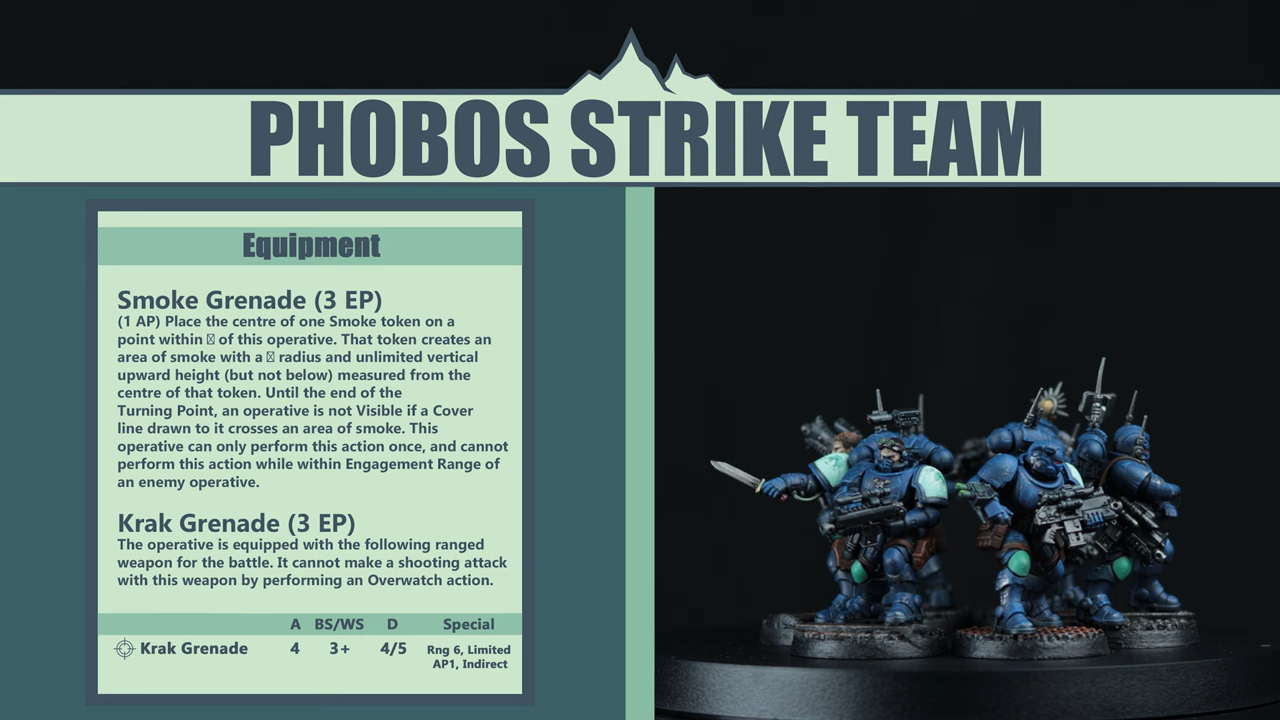 PHOBOS STRIKE TEAM
Equipment
Smoke Grenade (3 EP)
(1 AP) Place the centre of one Smoke token on a
point within of this operative. That token creates an
area of smoke with a radius and unlimited vertical
upward height (but not below) measured from the
centre of that token. Until the end of the
Turning Point, an operative is not Visible if a Cover
line drawn to it crosses an area of smoke. This
operative can only perform this action once, and cannot
perform this action while within Engagement Range of
an enemy operative.
Krak Grenade (3 EP)
The operative is equipped with the following ranged
weapon for the battle. It cannot make a shooting attack
with this weapon by performing an Overwatch action.
A BS/WS D Special
Krak Grenade 4 3+ 4/5 Rng 6, Limited
AP1, Indirect